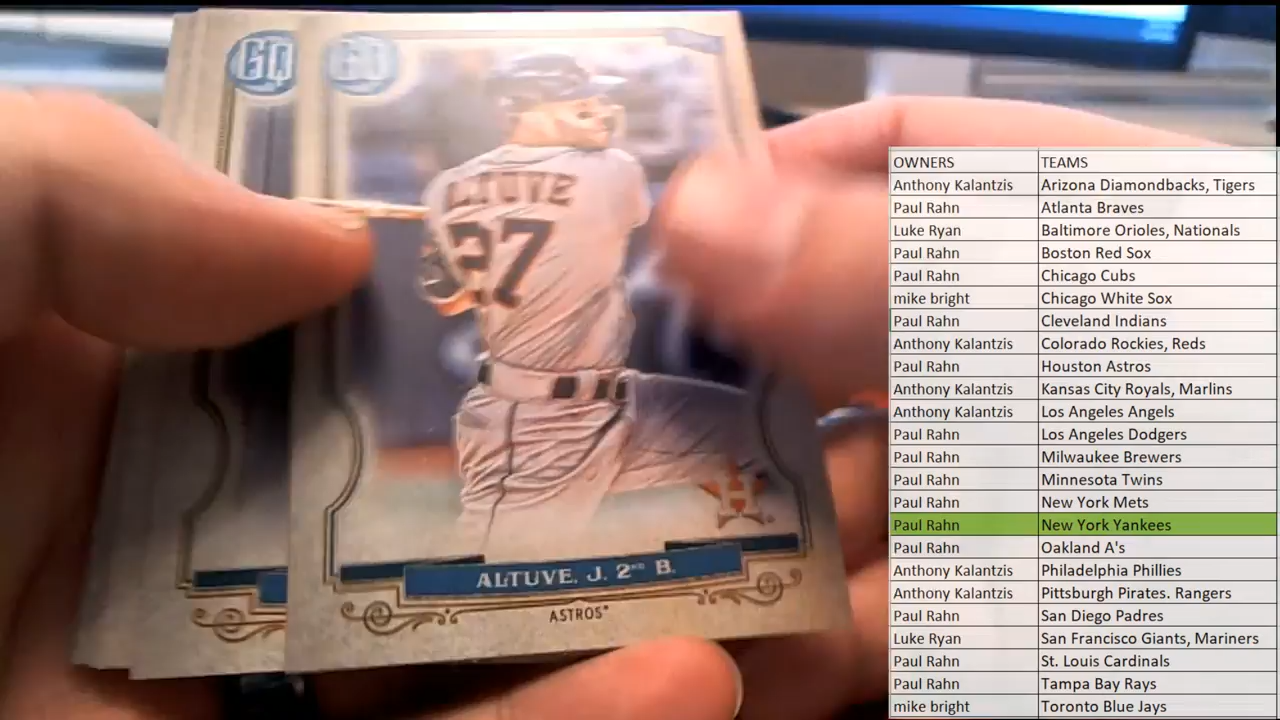 GQ
GQ
27
ALTUVE, J. 2ND B.
ASTROS
H
OWNERS TEAMS
Anthony Kalantzis Arizona Diamondbacks, Tigers
Paul Rahn Atlanta Braves
Luke Ryan Baltimore Orioles, Nationals
Paul Rahn Boston Red Sox
Paul Rahn Chicago Cubs
mike bright Chicago White Sox
Paul Rahn Cleveland Indians
Anthony Kalantzis Colorado Rockies, Reds
Paul Rahn Houston Astros
Anthony Kalantzis Kansas City Royals, Marlins
Anthony Kalantzis Los Angeles Angels
Paul Rahn Los Angeles Dodgers
Paul Rahn Milwaukee Brewers
Paul Rahn Minnesota Twins
Paul Rahn New York Mets
Paul Rahn New York Yankees
Paul Rahn Oakland A's
Anthony Kalantzis Philadelphia Phillies
Anthony Kalantzis Pittsburgh Pirates. Rangers
Paul Rahn San Diego Padres
Luke Ryan San Francisco Giants, Mariners
Paul Rahn St. Louis Cardinals
Paul Rahn Tampa Bay Rays
mike bright Toronto Blue Jays